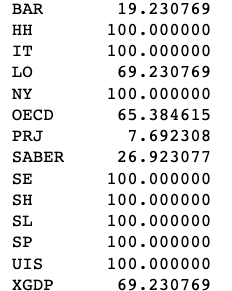 BAR 19.230769
HH 100.000000
IT 100.000000
LO 69.230769
NY 100.000000
OECD 65.384615
PRJ 7.692308
SABER 26.923077
SE 100.000000
SH 100.000000
SL 100.000000
SP 100.000000
UIS 100.000000
XGDP 69.230769